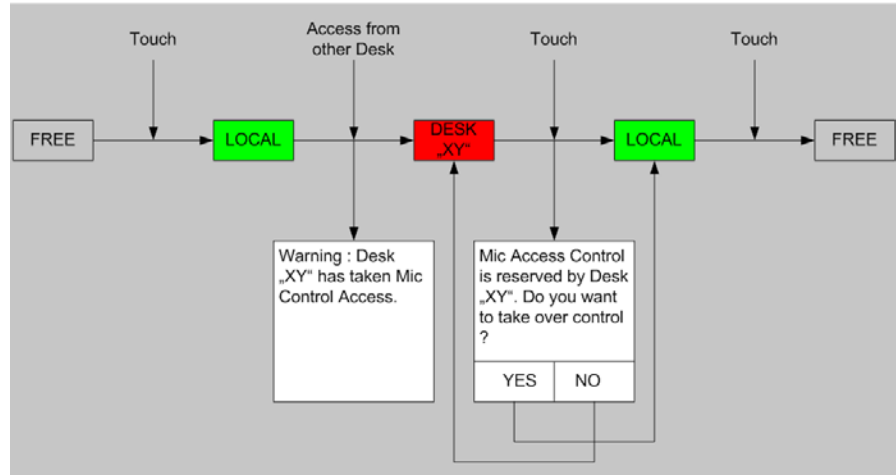 Touch
Access from
other Desk
Touch
Touch
FREE
LOCAL
DESK
„XY“
LOCAL
FREE
Warning : Desk
„XY“ has taken Mic
Control Access.
Mic Access Control
is reserved by Desk
„XY“. Do you want
to take over control
?
YES
NO